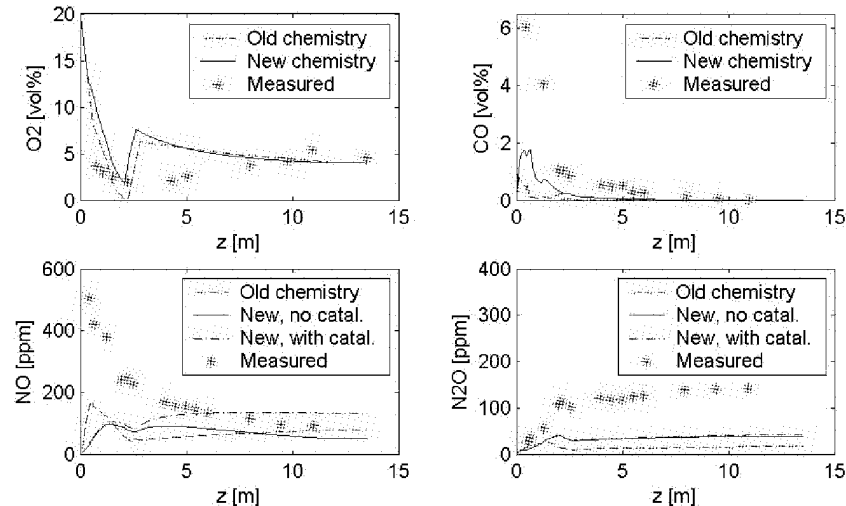 20
15
10
5
0
O2 [vol%]
Old chemistry
New chemistry
Measured
0 5 10 15
z [m]
6
4
2
0
CO [vol%]
Old chemistry
New chemistry
Measured
0 5 10 15
z [m]
600
400
200
0
NO [ppm]
Old chemistry
New, no catal.
New, with catal.
Measured
0 5 10 15
z [m]
400
300
200
100
0
N2O [ppm]
Old chemistry
New, no catal.
New, with catal.
Measured
0 5 10 15
z [m]